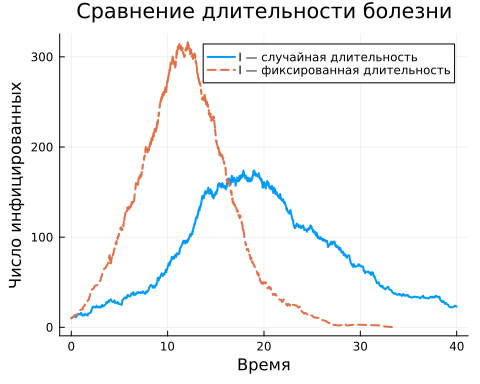 Сравнение длительности болезни
Число инфицированных
300
200
100
0
I — случайная длительность
I — фиксированная длительность
0 10 20 30 40
Время